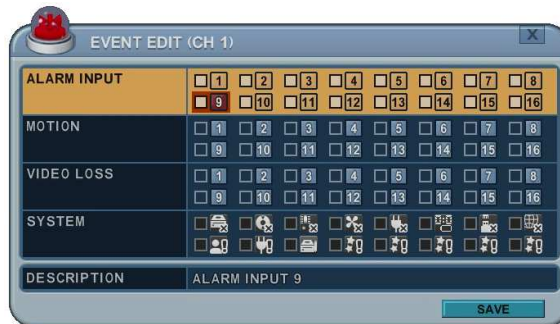 EVENT EDIT (CH 1) X
ALARM INPUT 1 2 3 4 5 6 7 8
9 10 11 12 13 14 15 16
MOTION 1 2 3 4 5 6 7 8
9 10 11 12 13 14 15 16
VIDEO LOSS 1 2 3 4 5 6 7 8
9 10 11 12 13 14 15 16
SYSTEM
DESCRIPTION ALARM INPUT 9
SAVE